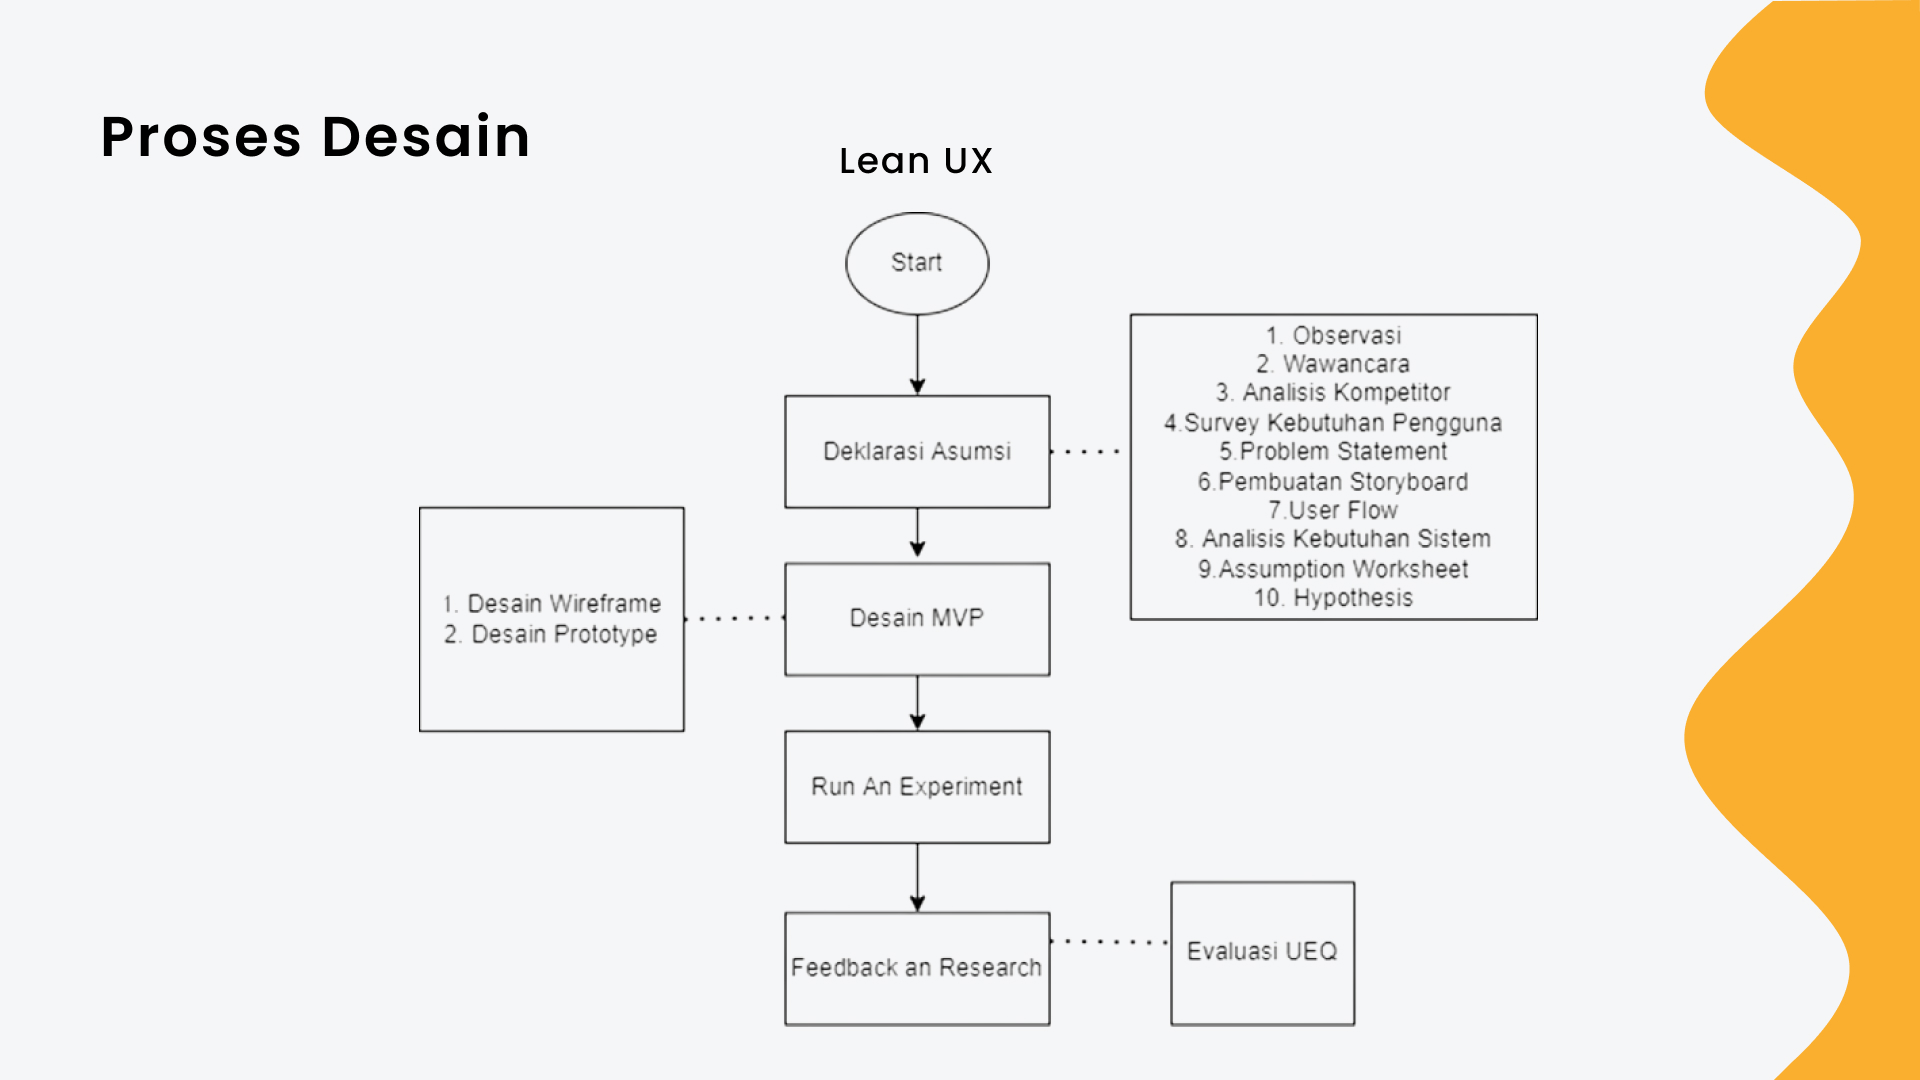 Proses Desain
Lean UX
Start
Deklarasi Asumsi
1. Observasi
2. Wawancara
3. Analisis Kompetitor
4.Survey Kebutuhan Pengguna
5.Problem Statement
6.Pembuatan Storyboard
7.User Flow
8. Analisis Kebutuhan Sistem
9.Assumption Worksheet
10. Hypothesis
1. Desain Wireframe
2. Desain Prototype
Desain MVP
Run An Experiment
Feedback an Research
Evaluasi UEQ